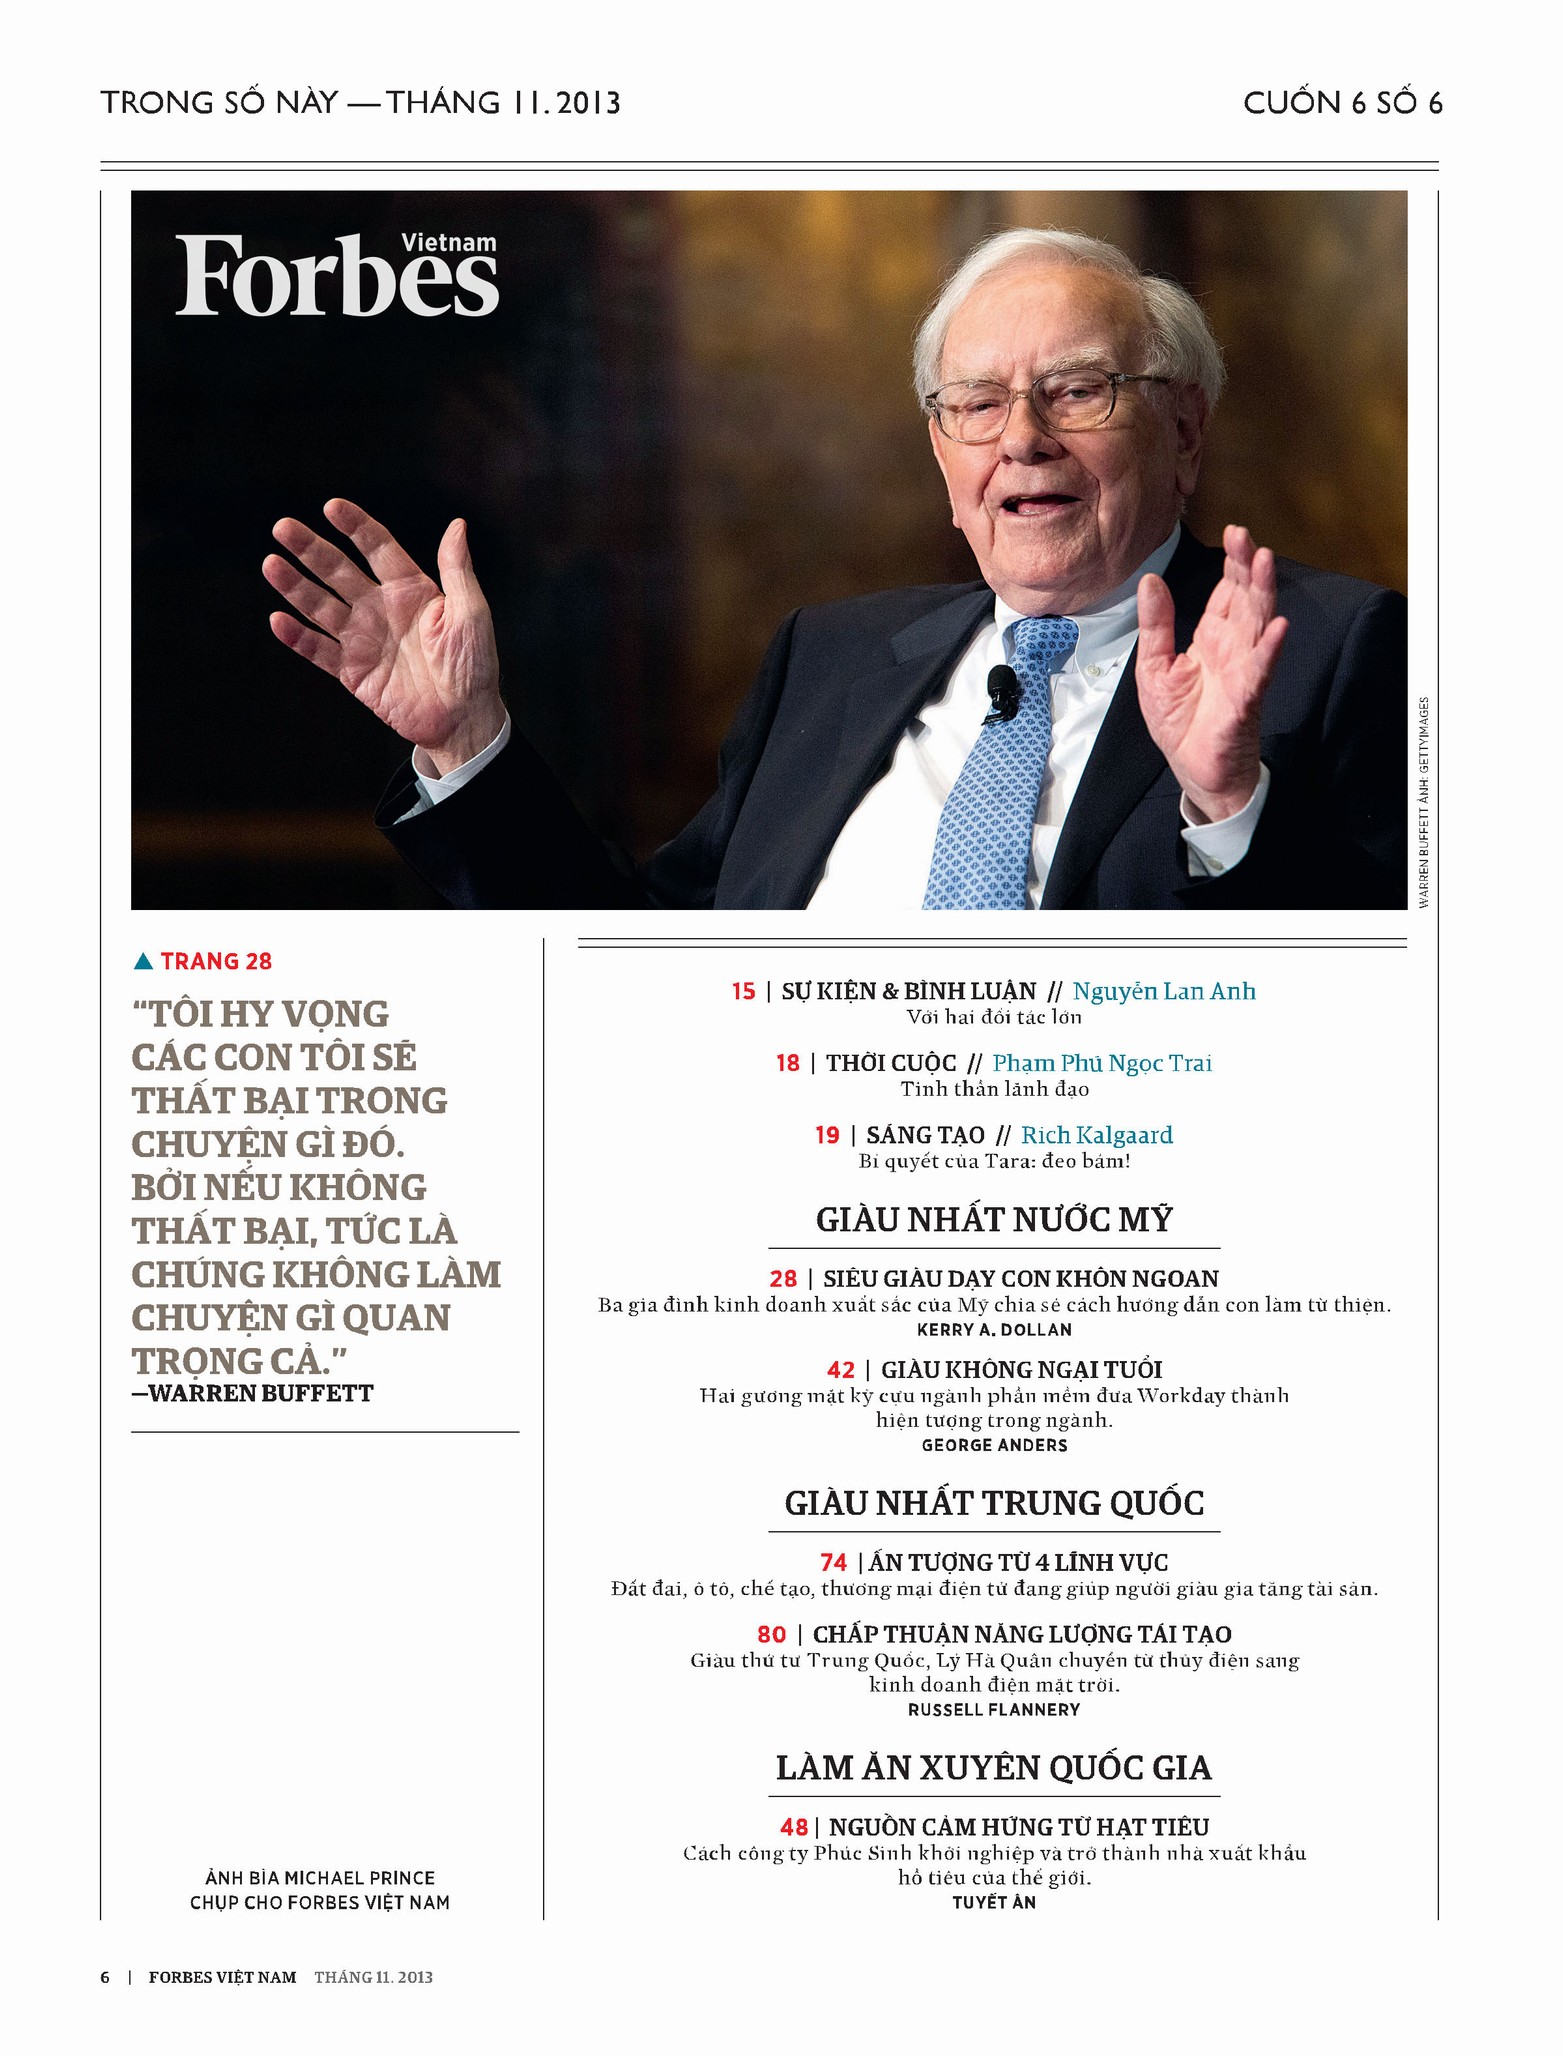 TRONG SỐ NÀY — THÁNG 11. 2013
CUỐN 6 SỐ 6
Forbes
Vietnam
WARREN BUFFETT ẢNH: GETTYIMAGES
▲ TRANG 28
“TÔI HY VỌNG
CÁC CON TÔI SẼ
THẤT BẠI TRONG
CHUYỆN GÌ ĐÓ.
BỞI NẾU KHÔNG
THẤT BẠI, TỨC LÀ
CHÚNG KHÔNG LÀM
CHUYỆN GÌ QUAN
TRỌNG CẢ.”
—WARREN BUFFETT
ẢNH BÌA MICHAEL PRINCE
CHỤP CHO FORBES VIỆT NAM
15 | SỰ KIỆN & BÌNH LUẬN // Nguyễn Lan Anh
Với hai đối tác lớn
18 | THỜI CUỘC // Phạm Phú Ngọc Trai
Tinh thần lãnh đạo
19 | SÁNG TẠO // Rich Kalgaard
Bí quyết của Tara: đeo bám!
GIÀU NHẤT NƯỚC MỸ
28 | SIÊU GIÀU DẠY CON KHÔN NGOAN
Ba gia đình kinh doanh xuất sắc của Mỹ chia sẻ cách hướng dẫn con làm từ thiện.
KERRY A. DOLLAN
42 | GIÀU KHÔNG NGẠI TUỔI
Hai gương mặt kỳ cựu ngành phần mềm đưa Workday thành
hiện tượng trong ngành.
GEORGE ANDERS
GIÀU NHẤT TRUNG QUỐC
74 | ẤN TƯỢNG TỪ 4 LĨNH VỰC
Đất đai, ô tô, chế tạo, thương mại điện tử đang giúp người giàu gia tăng tài sản.
80 | CHẤP THUẬN NĂNG LƯỢNG TÁI TẠO
Giàu thứ tư Trung Quốc, Lý Hà Quân chuyển từ thủy điện sang
kinh doanh điện mặt trời.
RUSSELL FLANNERY
LÀM ĂN XUYÊN QUỐC GIA
48 | NGUỒN CẢM HỨNG TỪ HẠT TIÊU
Cách công ty Phúc Sinh khởi nghiệp và trở thành nhà xuất khẩu
hồ tiêu của thế giới.
TUYẾT ÂN
6 | FORBES VIỆT NAM THÁNG 11. 2013